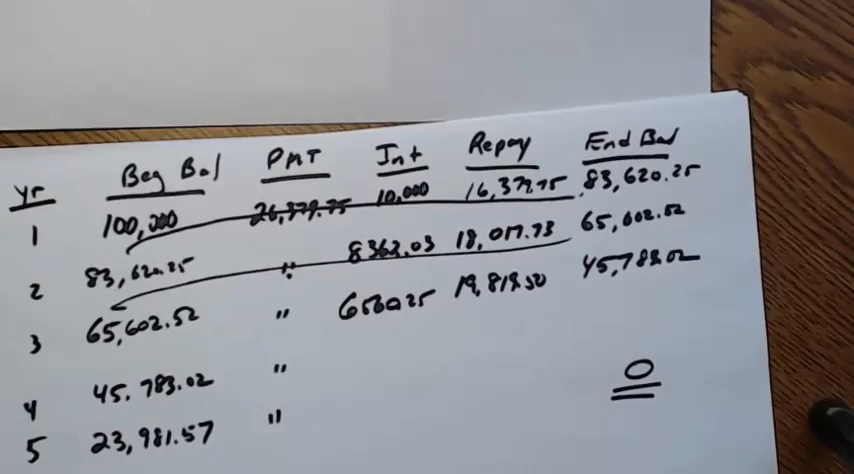 yr Beg Bal PMT Int Repay End Bal
1 100,000 26,379.75 10,000 16,379.75 83,620.25
2 83,620.25 " 8362.03 18,017.73 65,602.52
3 65,602.52 " 6560.25 19,819.50 45,783.02
4 45,783.02 "
5 23,981.57 " 0